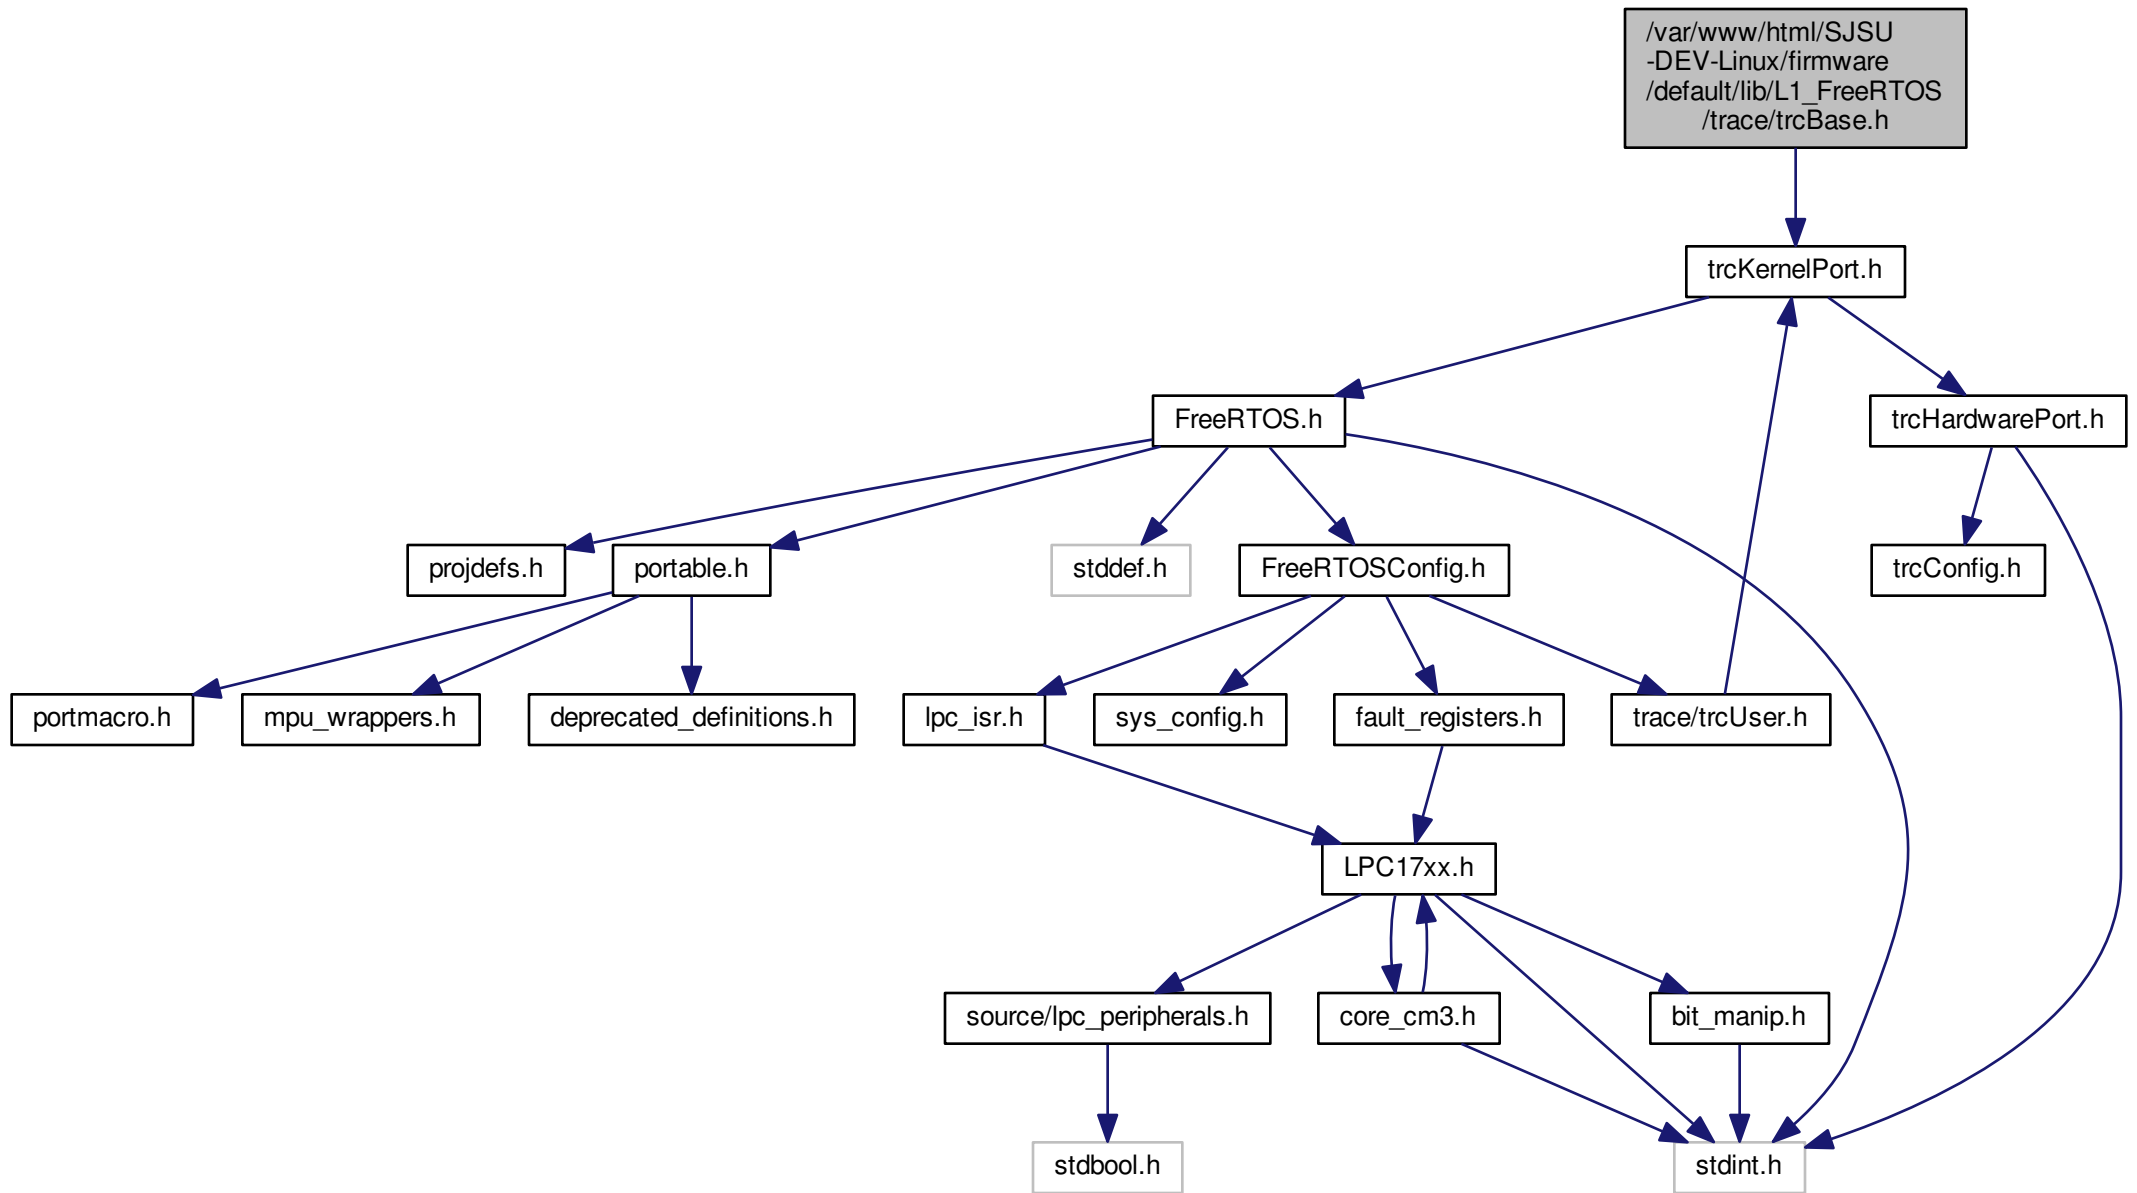 /var/www/html/SJSU
-DEV-Linux/firmware
/default/lib/L1_FreeRTOS
/trace/trcBase.h
trcKernelPort.h
FreeRTOS.h
trcHardwarePort.h
projdefs.h
portable.h
stddef.h
FreeRTOSConfig.h
trcConfig.h
portmacro.h
mpu_wrappers.h
deprecated_definitions.h
lpc_isr.h
sys_config.h
fault_registers.h
trace/trcUser.h
LPC17xx.h
source/lpc_peripherals.h
core_cm3.h
bit_manip.h
stdbool.h
stdint.h